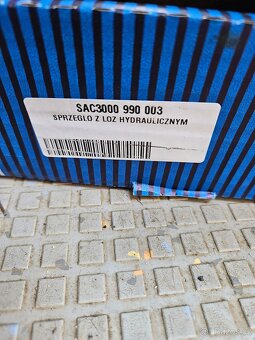 SAC3000 990 003
SPRZEGLO Z LOZ HYDRAULICZNYM